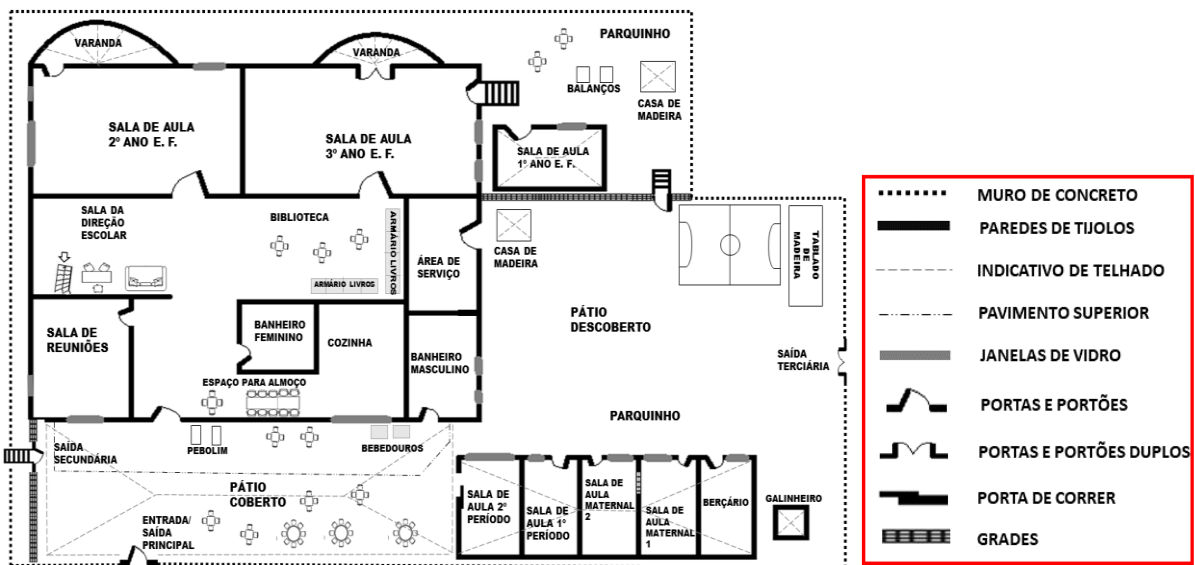 VARANDA
VARANDA
PARQUINHO
BALANÇOS
CASA DE
MADEIRA
SALA DE AULA
2º ANO E. F.
SALA DE AULA
3º ANO E. F.
SALA DE AULA
1º ANO E. F.
SALA DA
DIREÇÃO
ESCOLAR
BIBLIOTECA
ARMÁRIO LIVROS
ARMÁRIO LIVROS
ÁREA DE
SERVIÇO
CASA DE
MADEIRA
TABLADO
DE
MADEIRA
PÁTIO
DESCOBERTO
SALA DE
REUNIÕES
BANHEIRO
FEMININO
COZINHA
BANHEIRO
MASCULINO
SAÍDA
TERCIÁRIA
ESPAÇO PARA ALMOÇO
PARQUINHO
SAÍDA
SECUNDÁRIA
PEBOLIM
BEBEDOUROS
PÁTIO
COBERTO
ENTRADA/
SAÍDA
PRINCIPAL
SALA DE
AULA 2º
PERÍODO
SALA DE
AULA 1º
PERÍODO
SALA DE
AULA
MATERNAL
2
SALA DE
AULA
MATERNAL
1
BERÇÁRIO
GALINHEIRO
MURO DE CONCRETO
PAREDES DE TIJOLOS
INDICATIVO DE TELHADO
PAVIMENTO SUPERIOR
JANELAS DE VIDRO
PORTAS E PORTÕES
PORTAS E PORTÕES DUPLOS
PORTA DE CORRER
GRADES